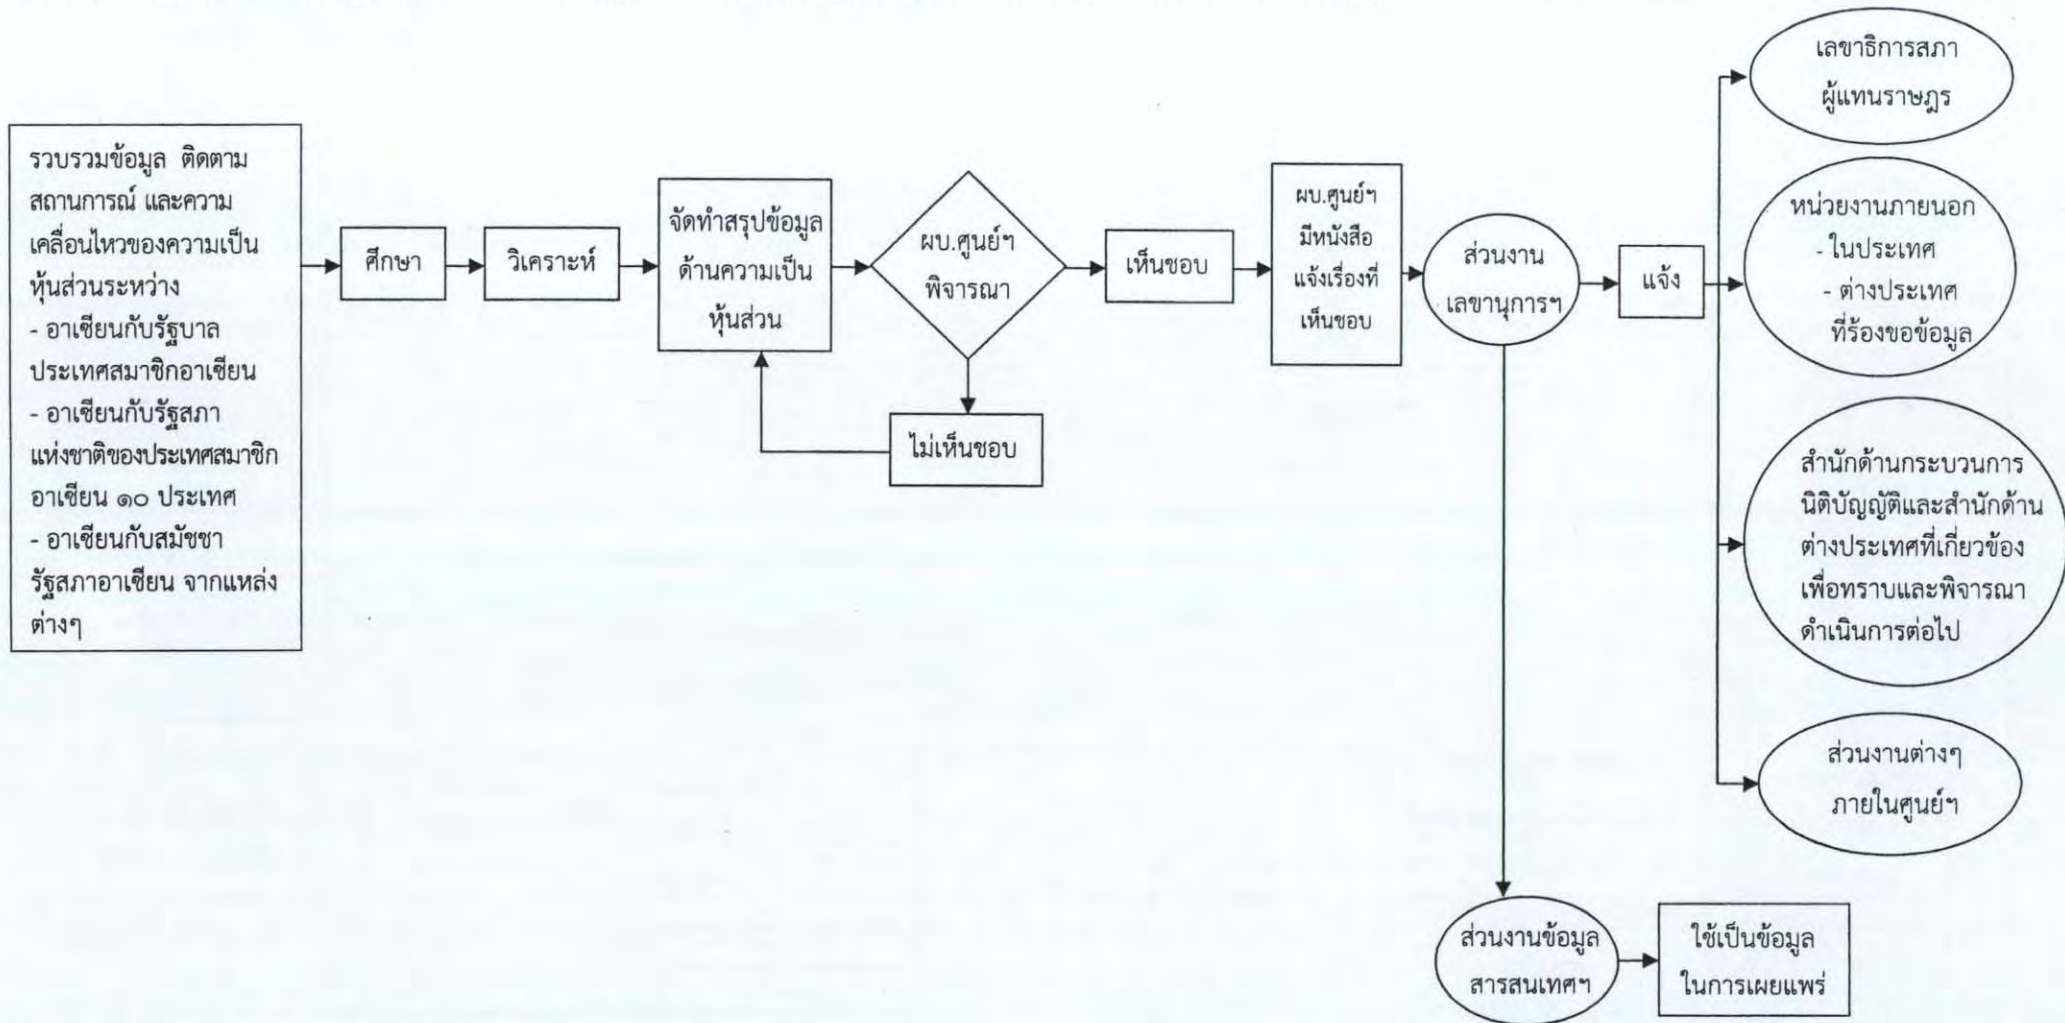 รวบรวมข้อมูล ติดตาม
สถานการณ์ และความ
เคลื่อนไหวของความเป็น
หุ้นส่วนระหว่าง
- อาเซียนกับรัฐบาล
ประเทศสมาชิกอาเซียน
- อาเซียนกับรัฐสภา
แห่งชาติของประเทศสมาชิก
อาเซียน ๑๐ ประเทศ
- อาเซียนกับสมัชชา
รัฐสภาอาเซียน จากแหล่ง
ต่างๆ
ศึกษา
วิเคราะห์
จัดทำสรุปข้อมูล
ด้านความเป็น
หุ้นส่วน
ผบ.ศูนย์ฯ
พิจารณา
ไม่เห็นชอบ
เห็นชอบ
ผบ.ศูนย์ฯ
มีหนังสือ
แจ้งเรื่องที่
เห็นชอบ
ส่วนงาน
เลขานุการฯ
แจ้ง
เลขาธิการสภา
ผู้แทนราษฎร
หน่วยงานภายนอก
- ในประเทศ
- ต่างประเทศ
ที่ร้องขอข้อมูล
สำนักด้านกระบวนการ
นิติบัญญัติและสำนักด้าน
ต่างประเทศที่เกี่ยวข้อง
เพื่อทราบและพิจารณา
ดำเนินการต่อไป
ส่วนงานต่างๆ
ภายในศูนย์ฯ
ส่วนงานข้อมูล
สารสนเทศฯ
ใช้เป็นข้อมูล
ในการเผยแพร่